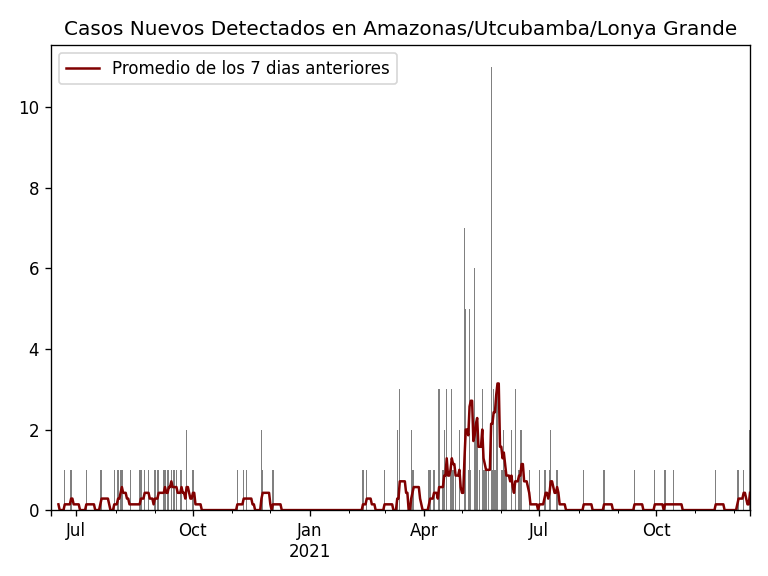 Casos Nuevos Detectados en Amazonas/Utcubamba/Lonya Grande
Promedio de los 7 dias anteriores
10
8
6
4
2
0
Jul Oct Jan Apr Jul Oct
2021